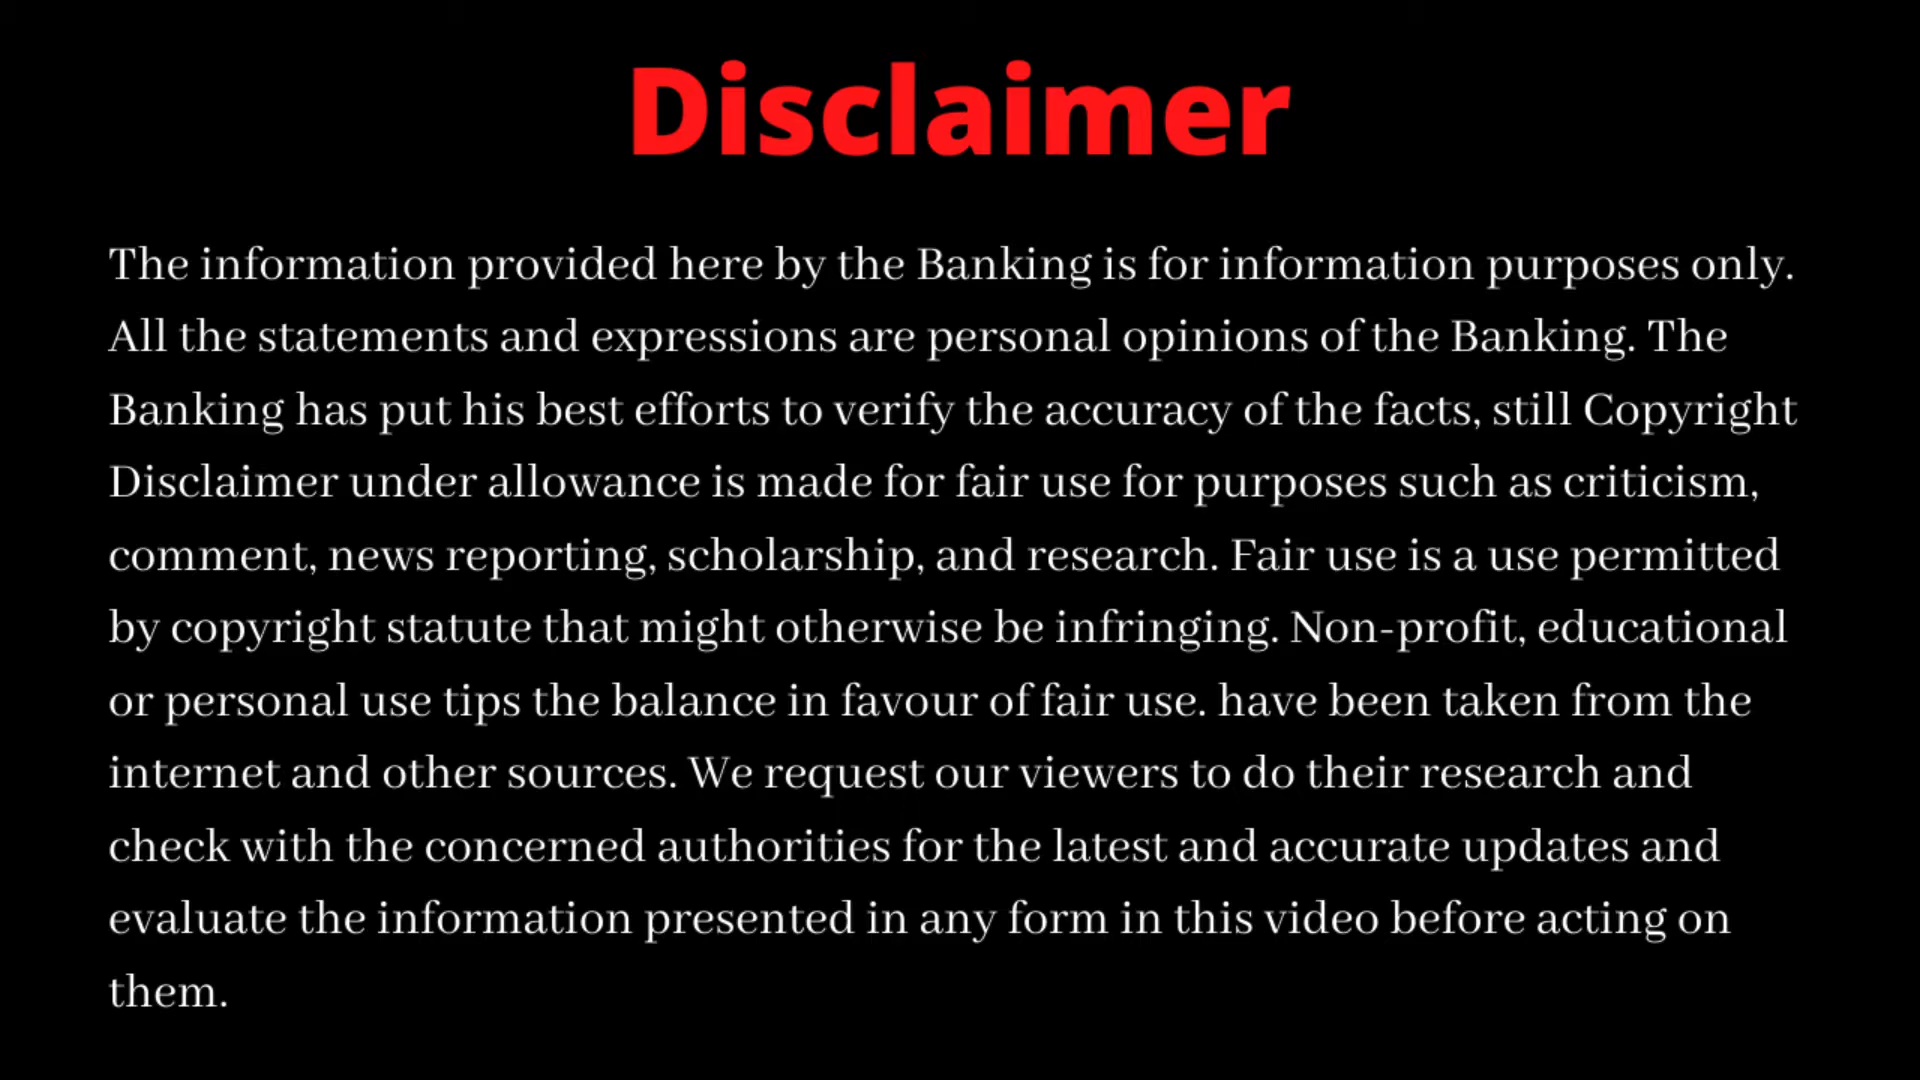 Disclaimer
The information provided here by the Banking is for information purposes only.
All the statements and expressions are personal opinions of the Banking. The
Banking has put his best efforts to verify the accuracy of the facts, still Copyright
Disclaimer under allowance is made for fair use for purposes such as criticism,
comment, news reporting, scholarship, and research. Fair use is a use permitted
by copyright statute that might otherwise be infringing. Non-profit, educational
or personal use tips the balance in favour of fair use. have been taken from the
internet and other sources. We request our viewers to do their research and
check with the concerned authorities for the latest and accurate updates and
evaluate the information presented in any form in this video before acting on
them.